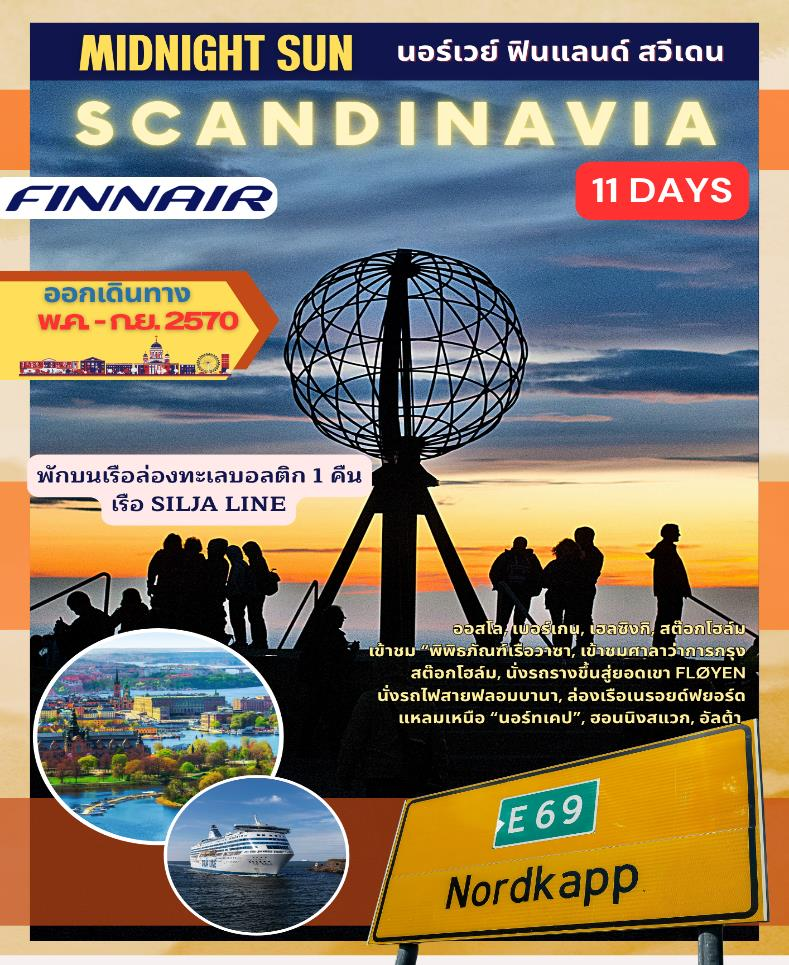 MIDNIGHT SUN นอร์เวย์ ฟินแลนด์ สวีเดน
SCANDINAVIA
FINNAIR
11 DAYS
ออกเดินทาง
พ.ค. - ก.ย. 2570
พักบนเรือล่องทะเลบอลติก 1 คืน
เรือ SILJA LINE
ออสโล, เบอร์เกน, เฮลซิงกิ, สต๊อกโฮล์ม
เข้าชม “พิพิธภัณฑ์เรือวาซา, เข้าชมศาลาว่าการกรุง
สต๊อกโฮล์ม, นั่งรถรางขึ้นสู่ยอดเขา FLØYEN
นั่งรถไฟสายฟลอมบานา, ล่องเรือเนรอยด์ฟยอร์ด
แหลมเหนือ “นอร์ทเคป”, ฮอนนิงสแวก, อัลต้า
E 69
Nordkapp